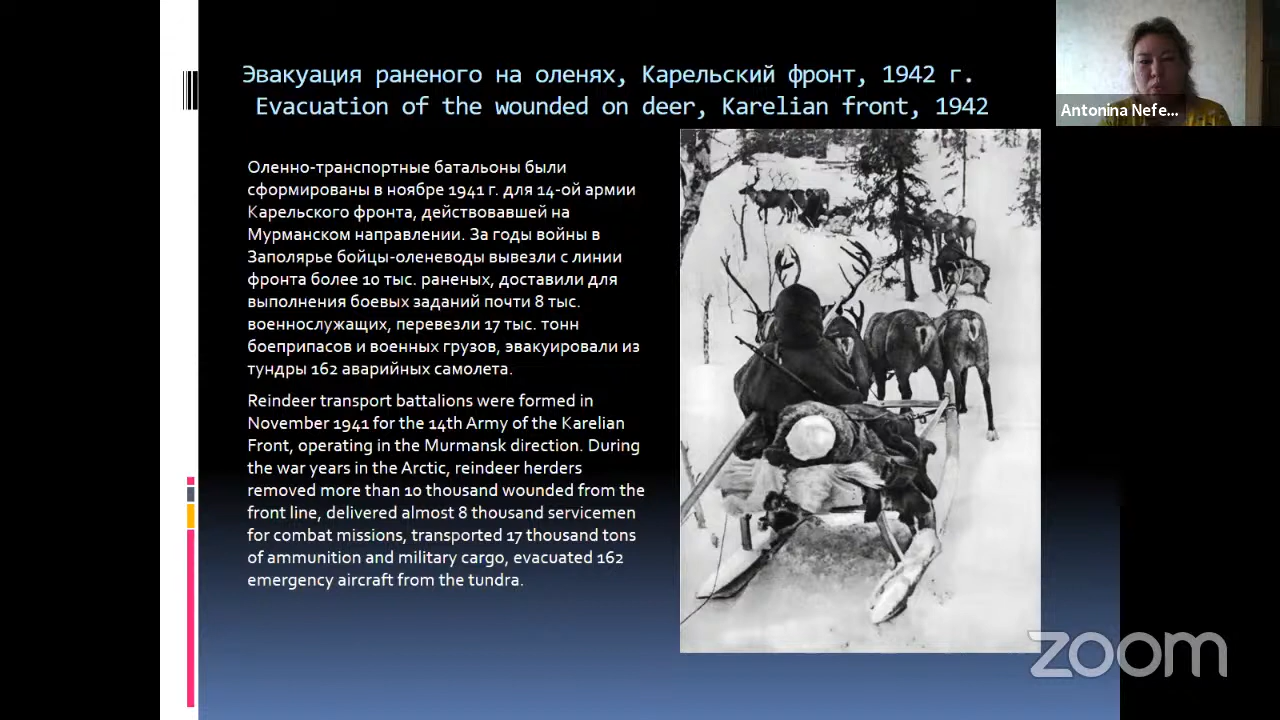 Эвакуация раненого на оленях, Карельский фронт, 1942 г.
Evacuation of the wounded on deer, Karelian front, 1942
Antonina Nefe...
Оленно-транспортные батальоны были
сформированы в ноябре 1941 г. для 14-ой армии
Карельского фронта, действовавшей на
Мурманском направлении. За годы войны в
Заполярье бойцы-оленеводы вывезли с линии
фронта более 10 тыс. раненых, доставили для
выполнения боевых заданий почти 8 тыс.
военнослужащих, перевезли 17 тыс. тонн
боеприпасов и военных грузов, эвакуировали из
тундры 162 аварийных самолета.
Reindeer transport battalions were formed in
November 1941 for the 14th Army of the Karelian
Front, operating in the Murmansk direction. During
the war years in the Arctic, reindeer herders
removed more than 10 thousand wounded from the
front line, delivered almost 8 thousand servicemen
for combat missions, transported 17 thousand tons
of ammunition and military cargo, evacuated 162
emergency aircraft from the tundra.
zoom